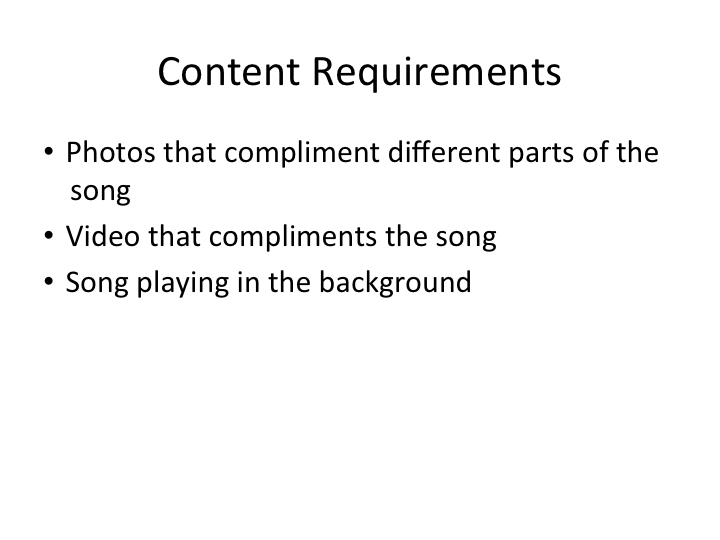 Content Requirements
• Photos that compliment different parts of the
song
• Video that compliments the song
• Song playing in the background